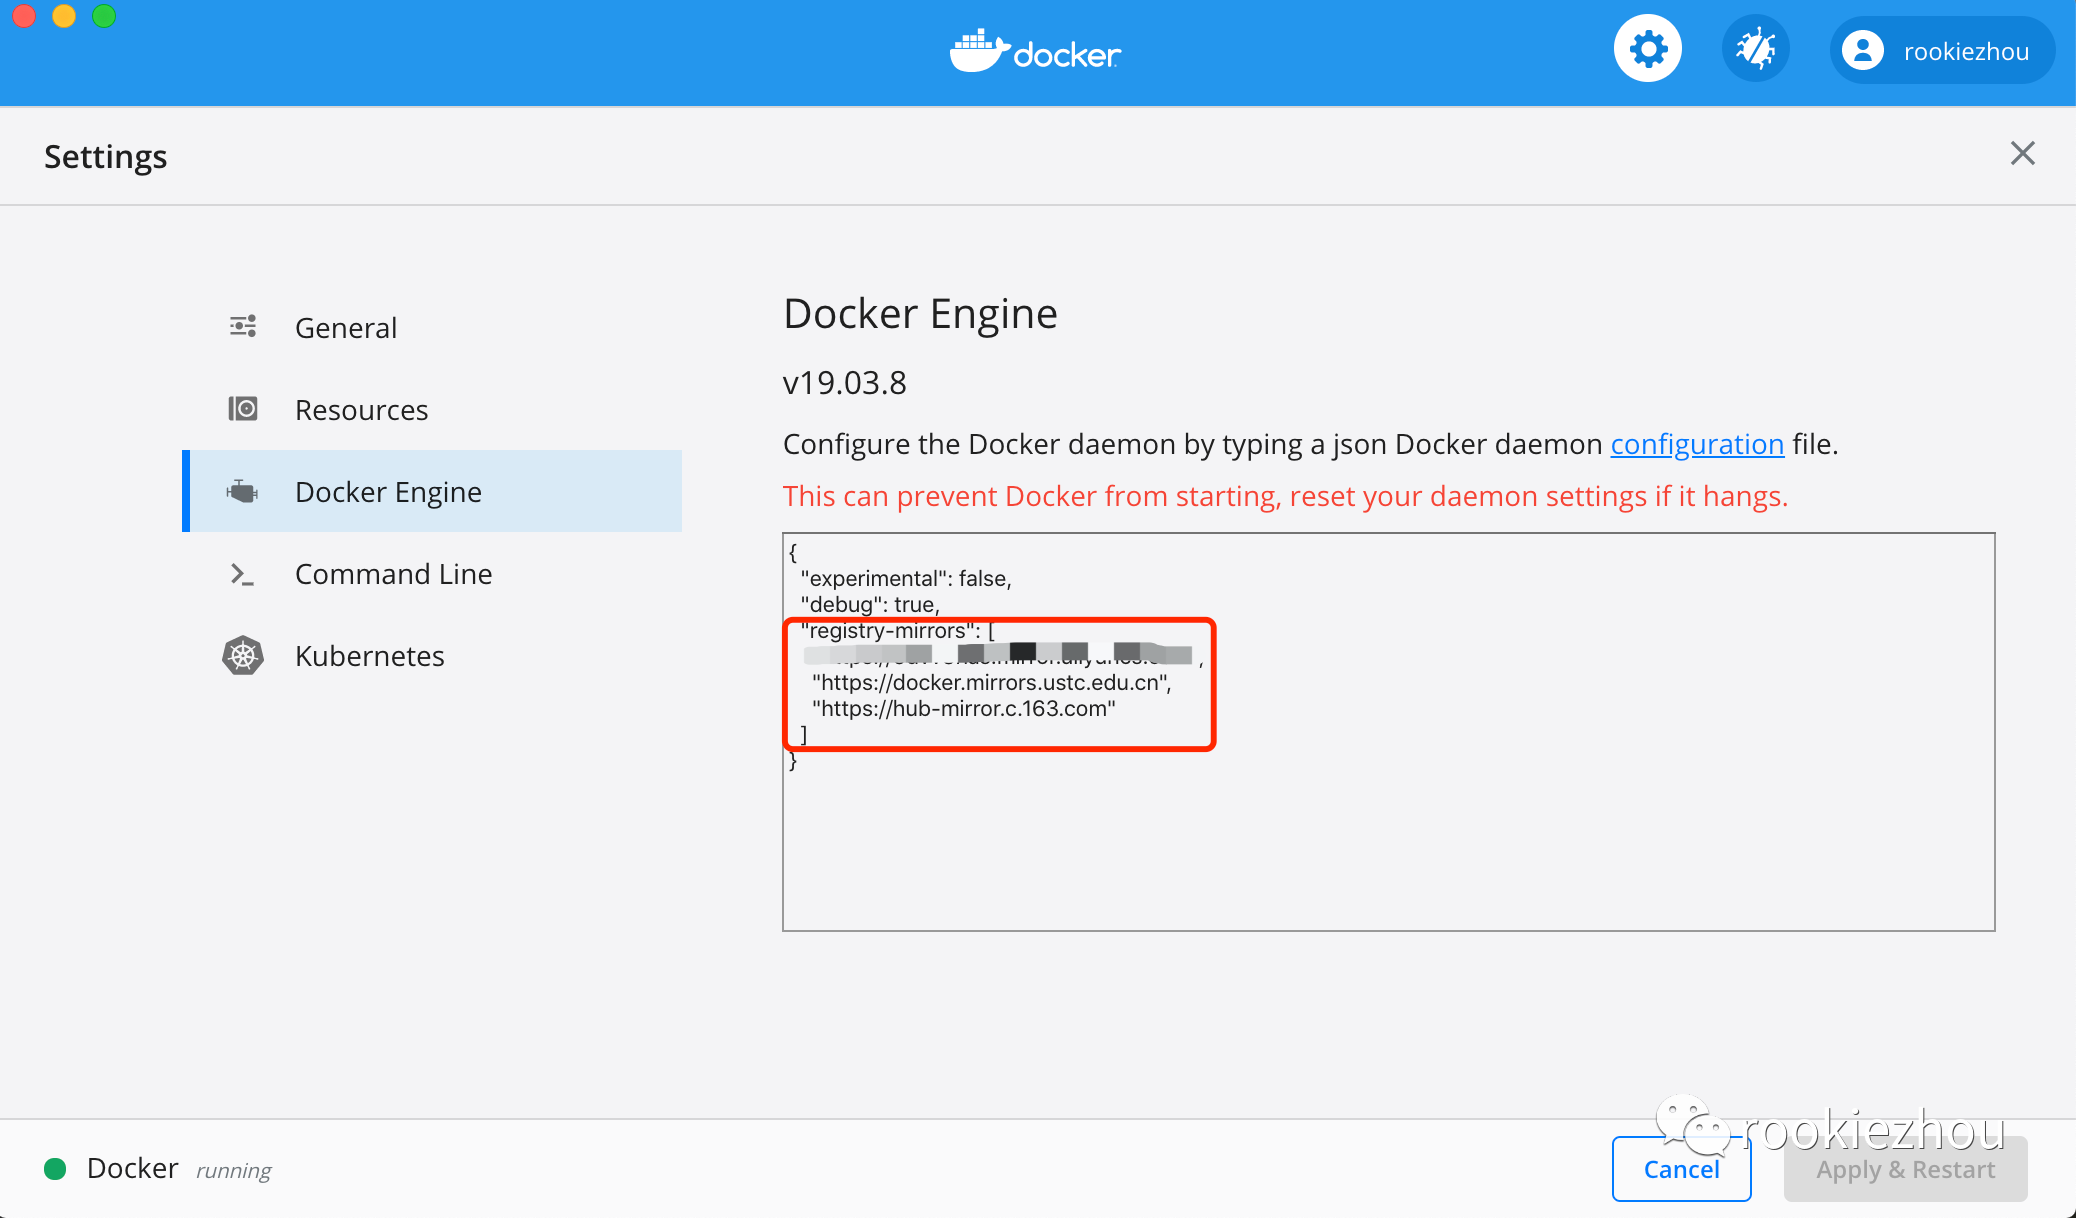 docker
rookiezhou
Settings
General
Resources
Docker Engine
Command Line
Kubernetes
Docker Engine
v19.03.8
Configure the Docker daemon by typing a json Docker daemon configuration file.
This can prevent Docker from starting, reset your daemon settings if it hangs.
{
"experimental": false,
"debug": true,
"registry-mirrors": [
"https://docker.mirrors.ustc.edu.cn",
"https://hub-mirror.c.163.com"
]
}
Docker running
Cancel
Apply & Restart
rookiezhou